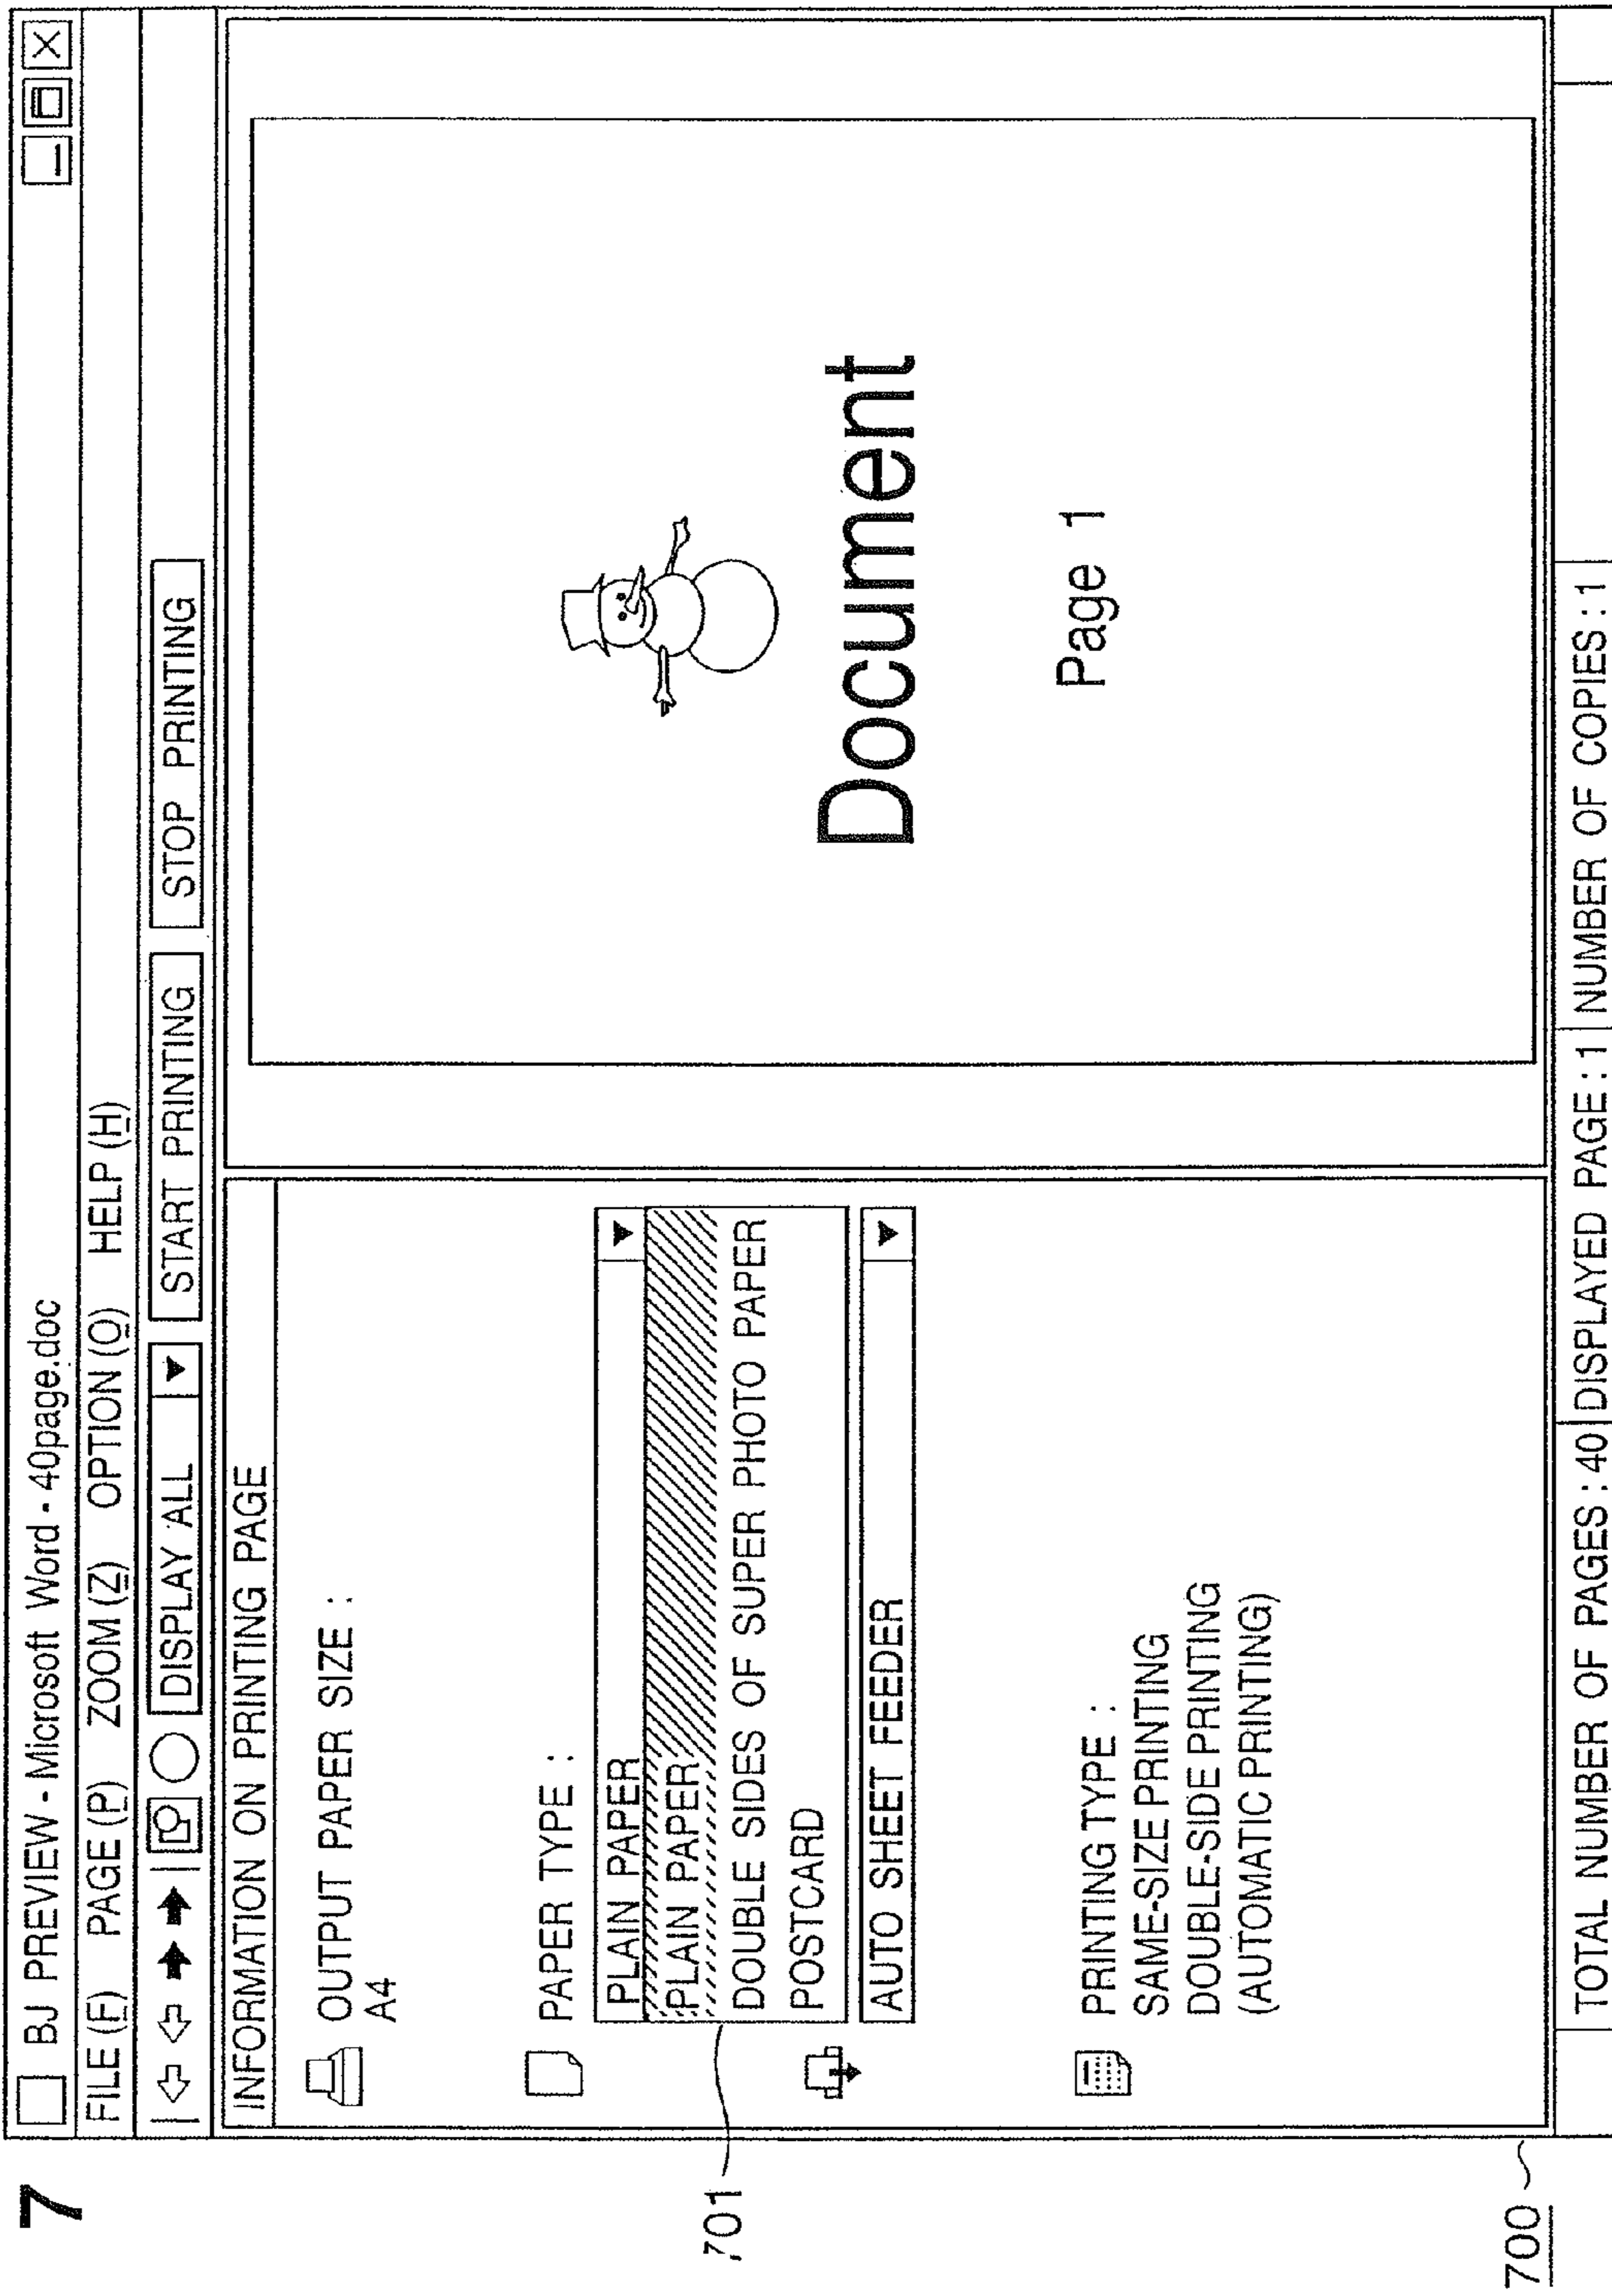 7
BJ PREVIEW - Microsoft Word - 40page.doc
FILE (F) PAGE (P) ZOOM (Z) OPTION (O) HELP (H)
DISPLAY ALL START PRINTING STOP PRINTING
INFORMATION ON PRINTING PAGE
OUTPUT PAPER SIZE :
A4
PAPER TYPE :
PLAIN PAPER
PLAIN PAPER
DOUBLE SIDES OF SUPER PHOTO PAPER
POSTCARD
AUTO SHEET FEEDER
PRINTING TYPE :
SAME-SIZE PRINTING
DOUBLE-SIDE PRINTING
(AUTOMATIC PRINTING)
Document
Page 1
701
700
TOTAL NUMBER OF PAGES : 40 DISPLAYED PAGE : 1 NUMBER OF COPIES : 1